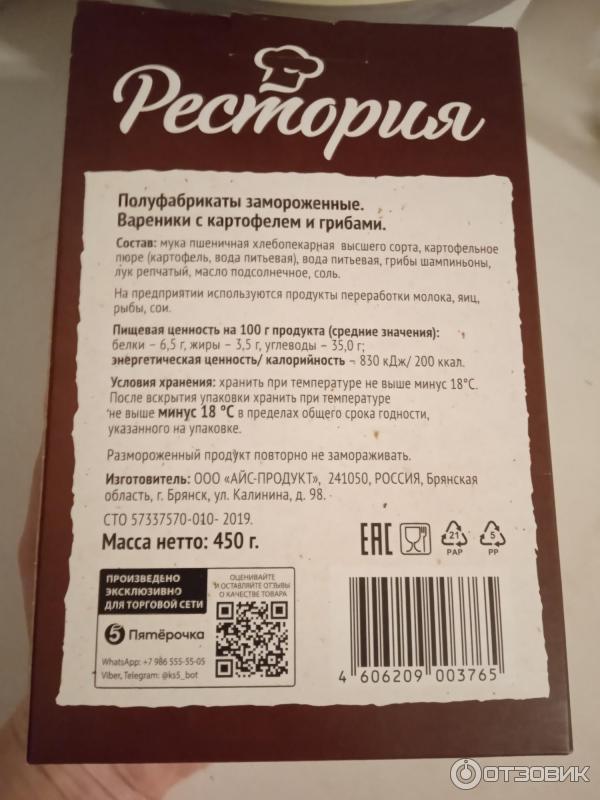 Рестория
Полуфабрикаты замороженные.
Вареники с картофелем и грибами.
Состав: мука пшеничная хлебопекарная высшего сорта, картофельное
пюре (картофель, вода питьевая), вода питьевая, грибы шампиньоны,
лук репчатый, масло подсолнечное, соль.
На предприятии используются продукты переработки молока, яиц,
рыбы, сои.
Пищевая ценность на 100 г продукта (средние значения):
белки – 6,5 г, жиры – 3,5 г, углеводы – 35,0 г;
энергетическая ценность/ калорийность – 830 кДж/ 200 ккал.
Условия хранения: хранить при температуре не выше минус 18°С.
После вскрытия упаковки хранить при температуре
не выше минус 18 °С в пределах общего срока годности,
указанного на упаковке.
Размороженный продукт повторно не замораживать.
Изготовитель: ООО «АЙС-ПРОДУКТ», 241050, РОССИЯ, Брянская
область, г. Брянск, ул. Калинина, д. 98.
СТО 57337570-010- 2019.
Масса нетто: 450 г.
EAC
21
PAP
5
PP
ПРОИЗВЕДЕНО
ЭКСКЛЮЗИВНО
ДЛЯ ТОРГОВОЙ СЕТИ
5 Пятёрочка
WhatsApp: +7 986 555-55-05
Viber, Telegram: @ks5_bot
ОЦЕНИВАЙТЕ
И ОСТАВЛЯЙТЕ ОТЗЫВЫ
О КАЧЕСТВЕ ТОВАРА
4 606209 003765
ОТЗОВИК